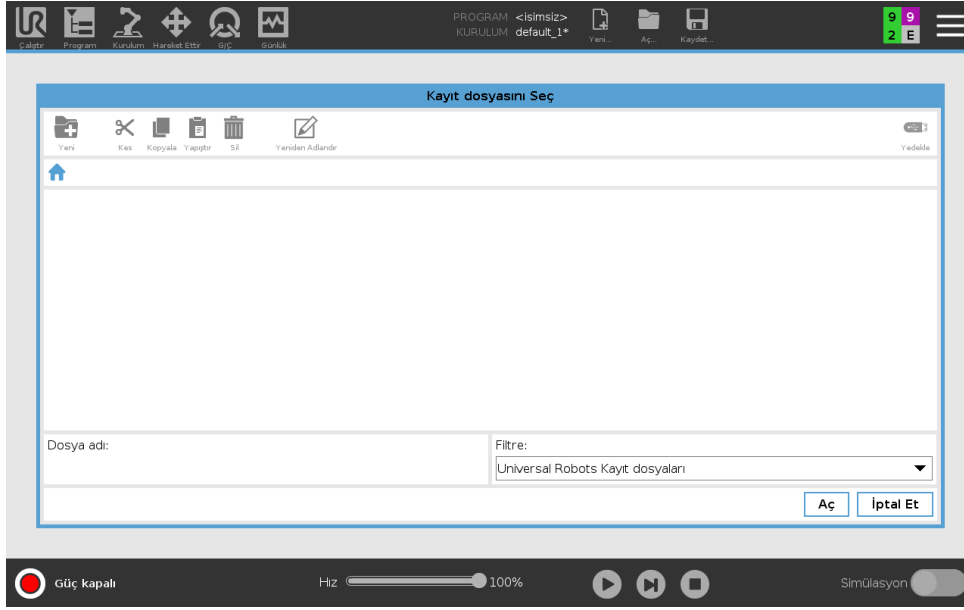 PROGRAM <isimsiz>
KURULUM default_1*
Çalıştır Program Kurulum Hareket Ettir G/Ç Günlük Yeni... Aç... Kaydet...
9 9
2 E
Kayıt dosyasını Seç
Yeni Kes Kopyala Yapıştır Sil Yeniden Adlandır Yedekle
Dosya adı: Filtre:
Universal Robots Kayıt dosyaları
Aç İptal Et
Güç kapalı Hız 100% Simülasyon